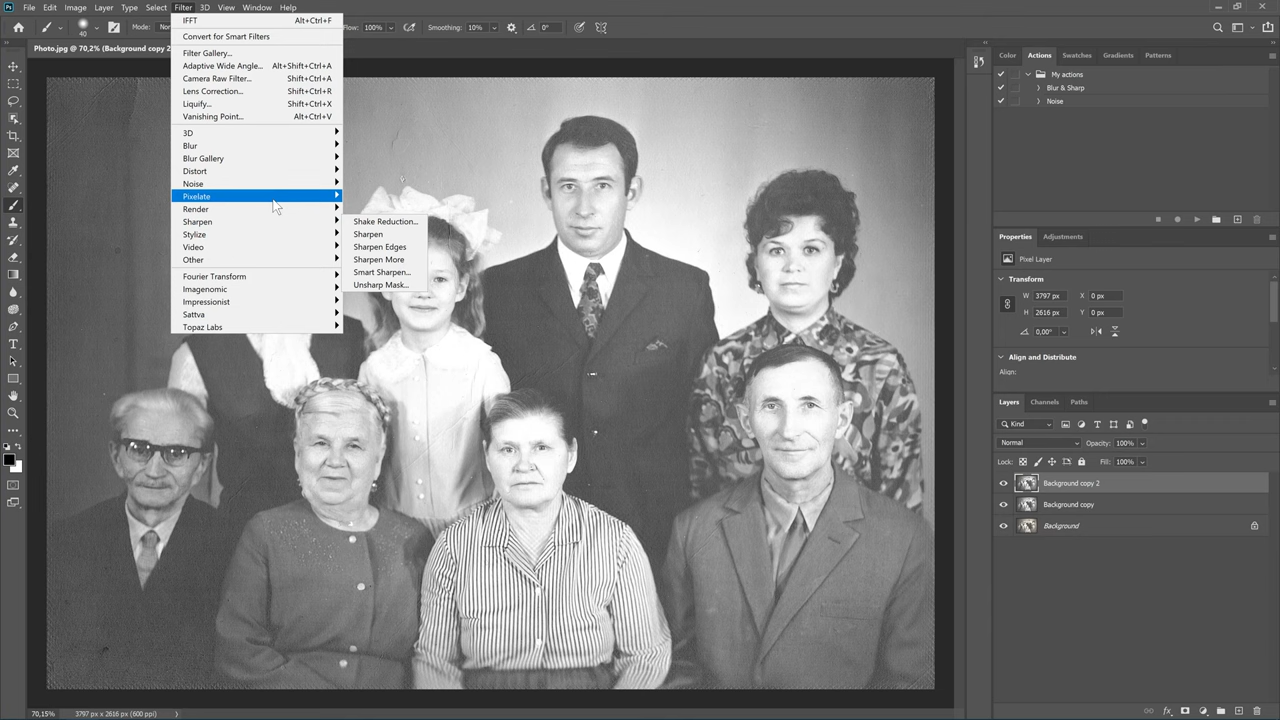 Ps File Edit Image Layer Type Select Filter 3D View Window Help
40 Mode: Flow: 100% Smoothing: 10% 0°
Photo.jpg @ 70,2% (Background copy 2
IFFT Alt+Ctrl+F
Convert for Smart Filters
Filter Gallery...
Adaptive Wide Angle... Alt+Shift+Ctrl+A
Camera Raw Filter... Shift+Ctrl+A
Lens Correction... Shift+Ctrl+R
Liquify... Shift+Ctrl+X
Vanishing Point... Alt+Ctrl+V
3D
Blur
Blur Gallery
Distort
Noise
Pixelate
Render
Sharpen
Stylize
Video
Other
Fourier Transform
Imagenomic
Impressionist
Sattva
Topaz Labs
Shake Reduction...
Sharpen
Sharpen Edges
Sharpen More
Smart Sharpen...
Unsharp Mask...
Color Actions Swatches Gradients Patterns
My actions
Blur & Sharp
Noise
Properties Adjustments
Pixel Layer
Transform
W 3797 px X 0 px
H 2616 px Y 0 px
0,00°
Align and Distribute
Align:
Layers Channels Paths
Kind
Normal Opacity: 100%
Lock: Fill: 100%
Background copy 2
Background copy
Background
fx
70,15% 3797 px x 2616 px (600 ppi)